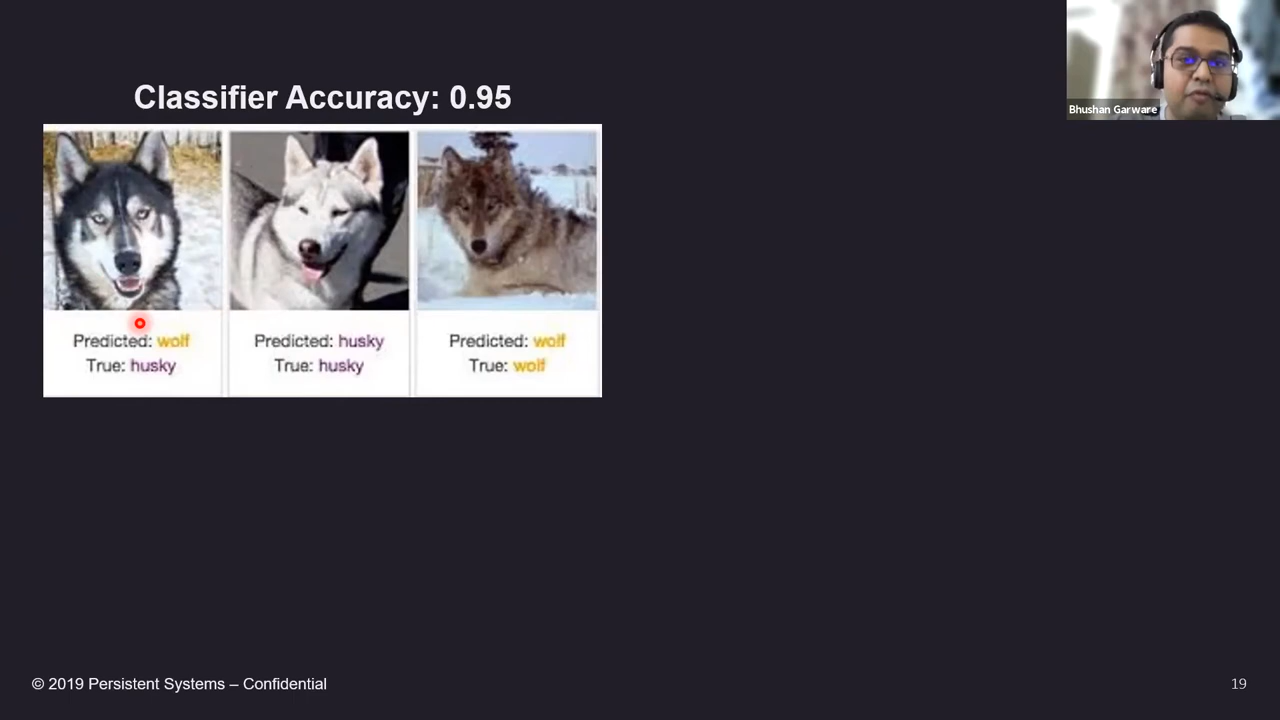 Bhushan Garware
Classifier Accuracy: 0.95
Predicted: wolf
True: husky
Predicted: husky
True: husky
Predicted: wolf
True: wolf
© 2019 Persistent Systems – Confidential
19